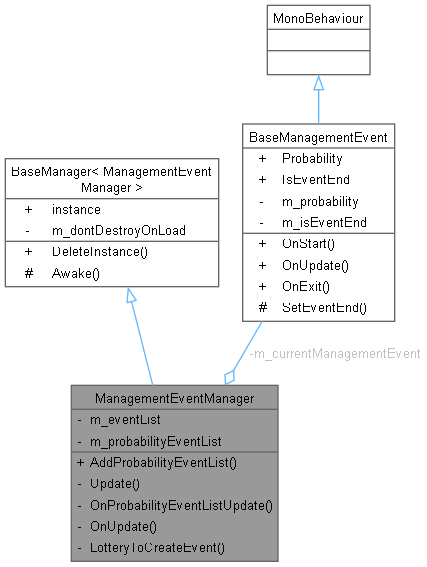 MonoBehaviour
BaseManagementEvent
+ Probability
+ IsEventEnd
- m_probability
- m_isEventEnd
+ OnStart()
+ OnUpdate()
+ OnExit()
# SetEventEnd()
BaseManager< ManagementEvent
Manager >
+ instance
- m_dontDestroyOnLoad
+ DeleteInstance()
# Awake()
-m_currentManagementEvent
ManagementEventManager
- m_eventList
- m_probabilityEventList
+ AddProbabilityEventList()
- Update()
- OnProbabilityEventListUpdate()
- OnUpdate()
- LotteryToCreateEvent()